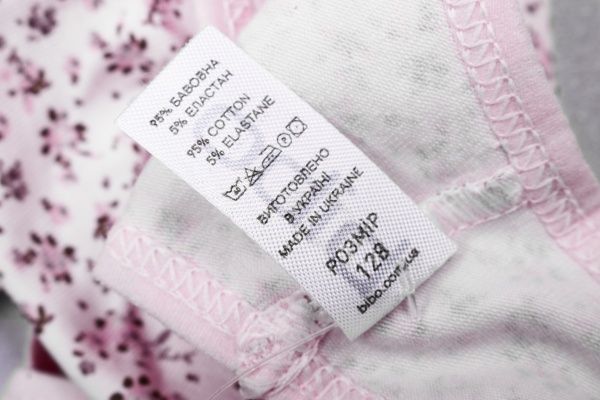 95% БАВОВНА
5% ЕЛАСТАН
95% COTTON
5% ELASTANE
ВИГОТОВЛЕНО
В УКРАЇНІ
MADE IN UKRAINE
РОЗМІР
128